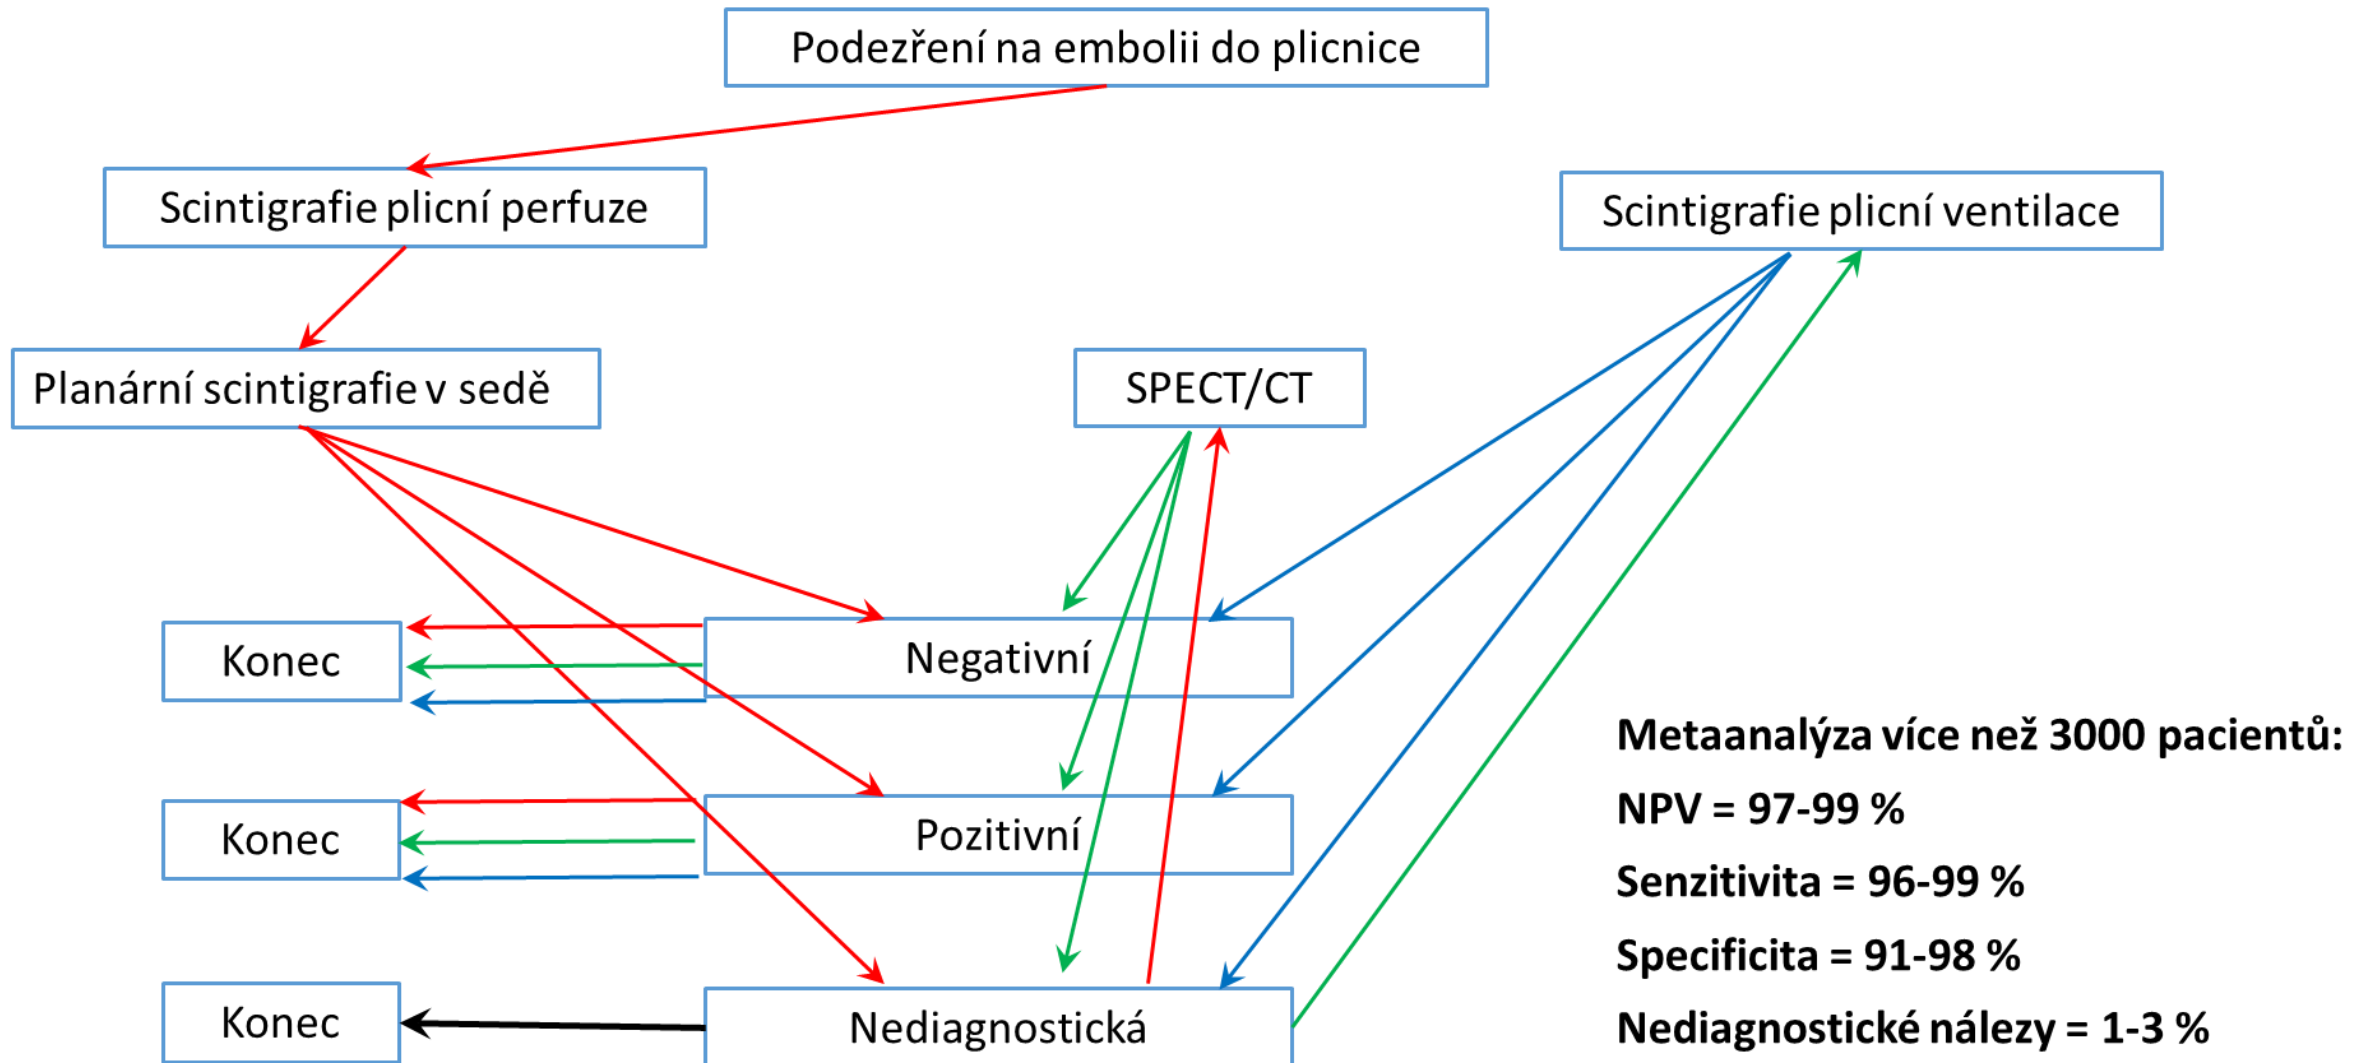 Podezření na embolii do plicnice
Scintigrafie plicní perfuze
Scintigrafie plicní ventilace
Planární scintigrafie v sedě
SPECT/CT
Konec
Negativní
Konec
Pozitivní
Konec
Nediagnostická
Metaanalýza více než 3000 pacientů:
NPV = 97-99 %
Senzitivita = 96-99 %
Specificita = 91-98 %
Nediagnostické nálezy = 1-3 %